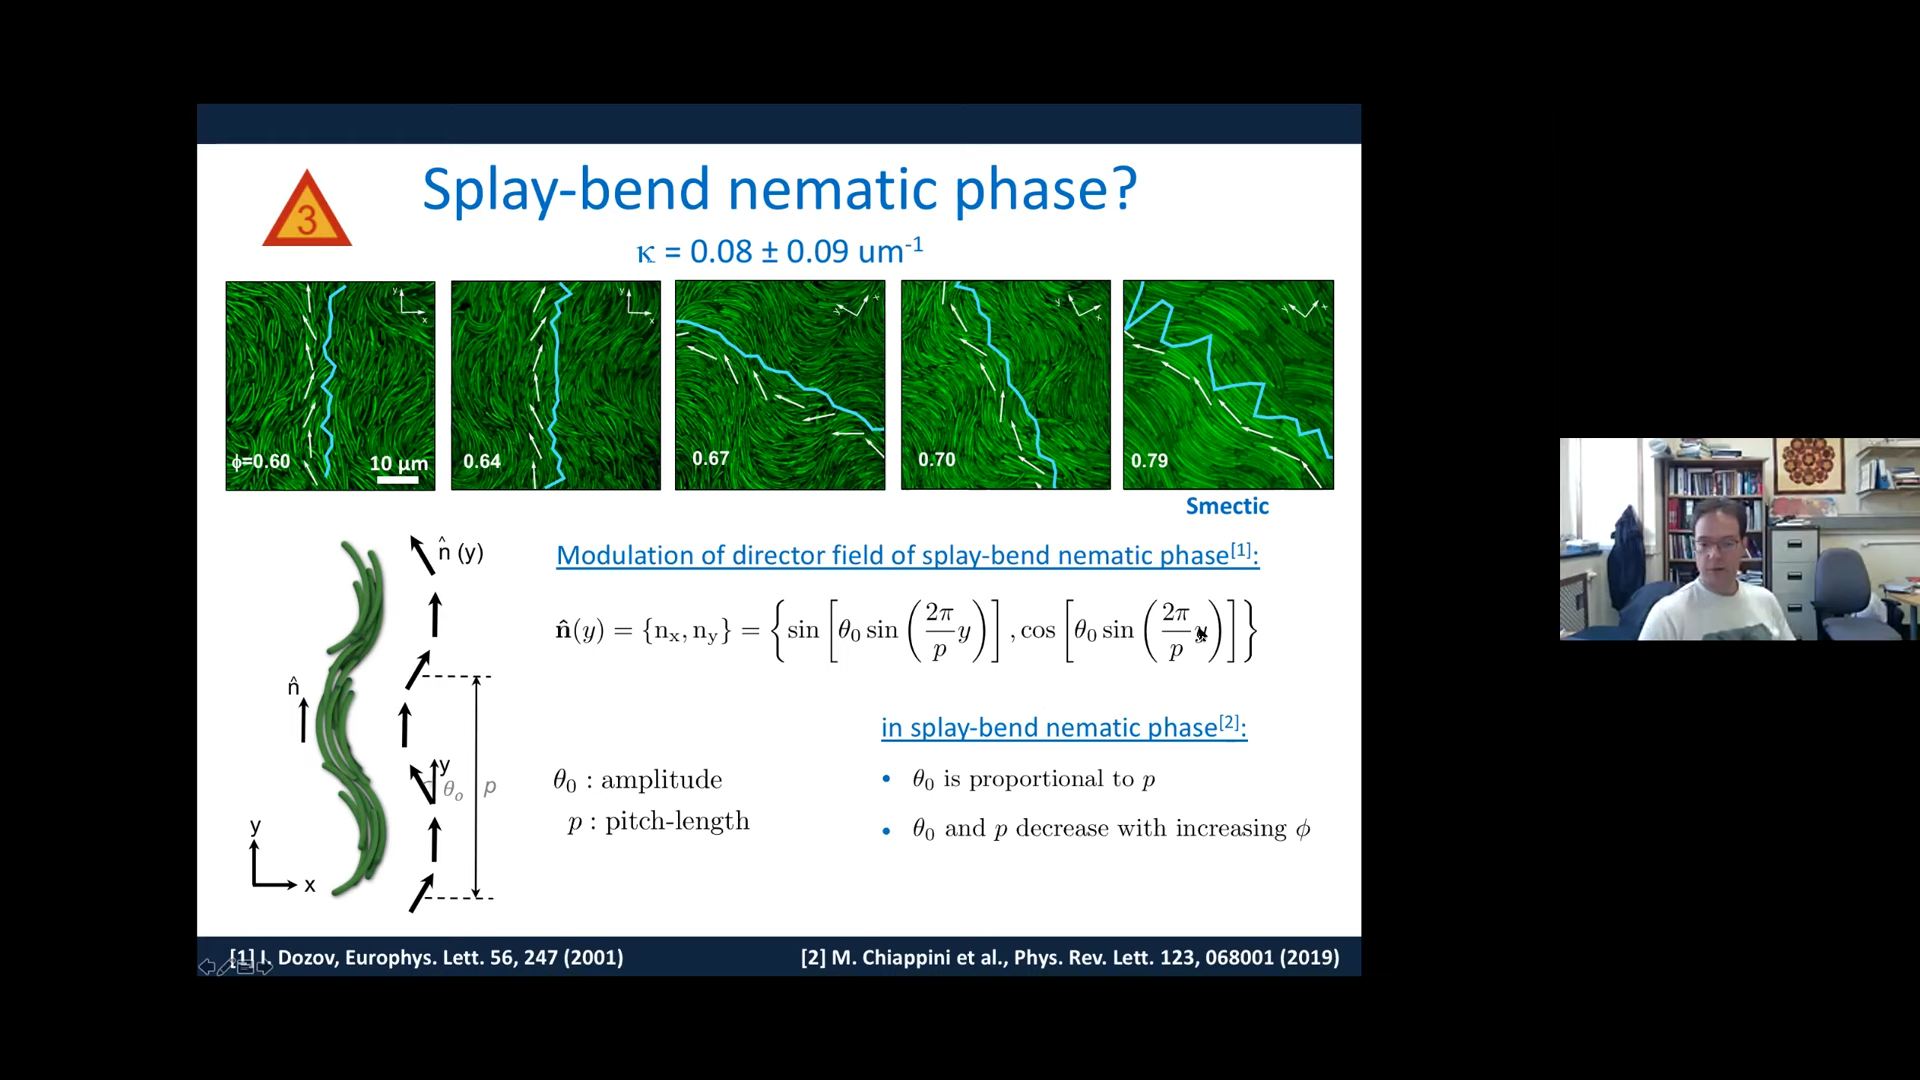 3
Splay-bend nematic phase?
κ = 0.08 ± 0.09 um⁻¹
y
x
ϕ=0.60
10 µm
y
x
0.64
y
x
0.67
y
x
0.70
y
x
0.79
Smectic
n̂ (y)
n̂
y
θₒ
p
y
x
Modulation of director field of splay-bend nematic phase[1]:
n̂(y) = {nₓ, n_y} = { sin [ θ₀ sin ( 2π/p y ) ] , cos [ θ₀ sin ( 2π/p y ) ] }
θ₀ : amplitude
p : pitch-length
in splay-bend nematic phase[2]:
• θ₀ is proportional to p
• θ₀ and p decrease with increasing ϕ
[1] I. Dozov, Europhys. Lett. 56, 247 (2001)
[2] M. Chiappini et al., Phys. Rev. Lett. 123, 068001 (2019)